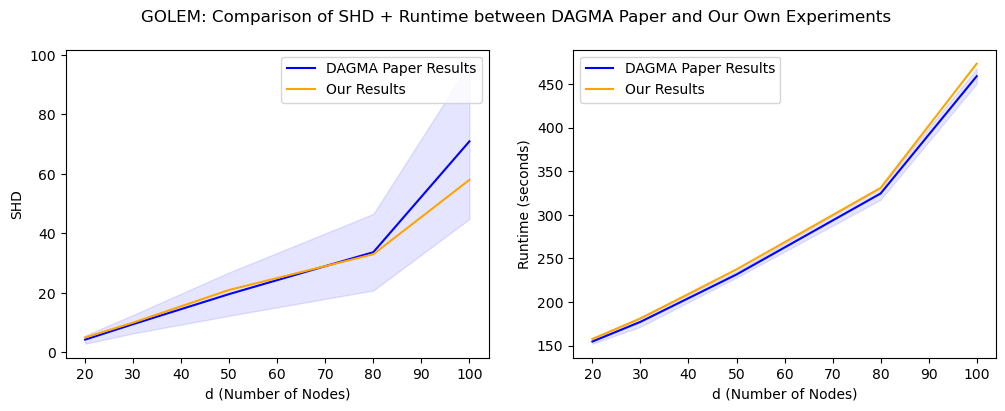 GOLEM: Comparison of SHD + Runtime between DAGMA Paper and Our Own Experiments
100
80
60
40
20
0
SHD
DAGMA Paper Results
Our Results
20 30 40 50 60 70 80 90 100
d (Number of Nodes)
450
400
350
300
250
200
150
Runtime (seconds)
DAGMA Paper Results
Our Results
20 30 40 50 60 70 80 90 100
d (Number of Nodes)